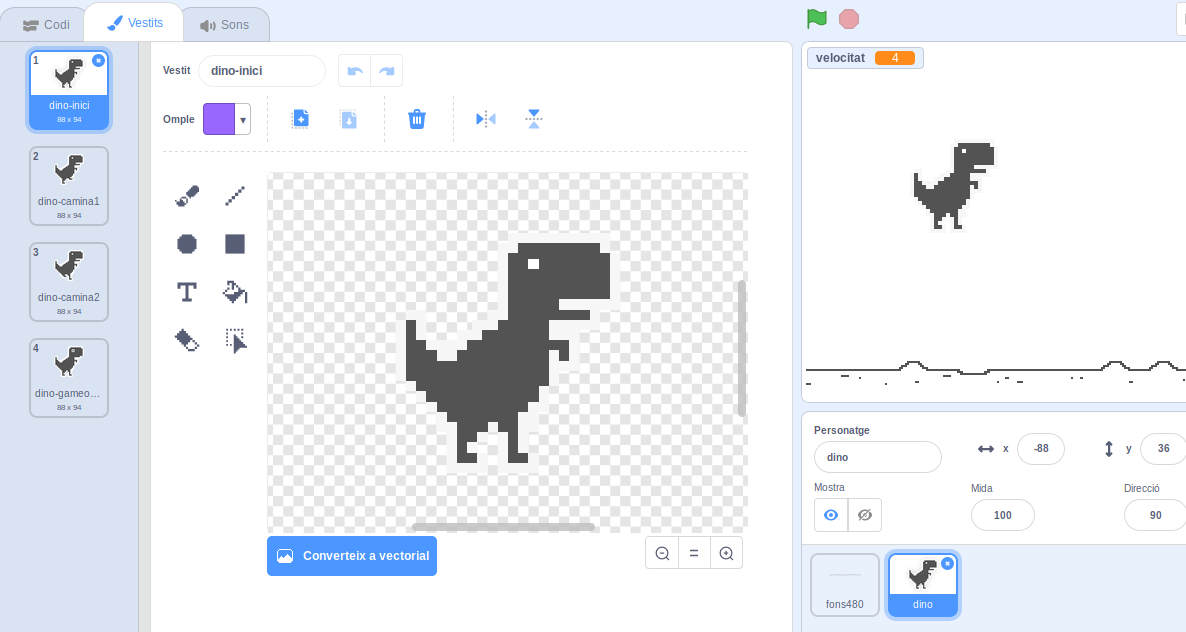 Codi
Vestits
Sons
1
dino-inici
88 x 94
2
dino-camina1
88 x 94
3
dino-camina2
88 x 94
4
dino-gameo...
88 x 94
Vestit
dino-inici
Omple
T
Converteix a vectorial
velocitat 4
Personatge
dino
x -88
y 36
Mostra
Mida
100
Direcció
90
fons480
dino